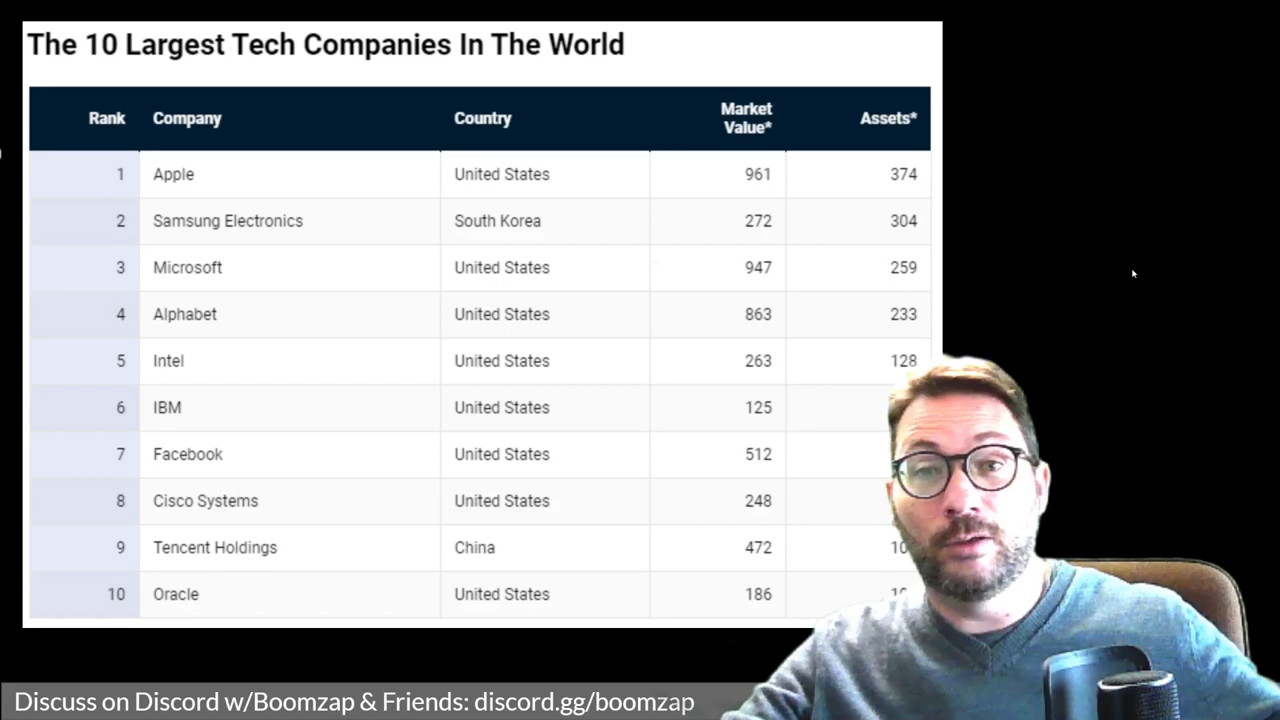 The 10 Largest Tech Companies In The World
Rank Company Country Market Value* Assets*
1 Apple United States 961 374
2 Samsung Electronics South Korea 272 304
3 Microsoft United States 947 259
4 Alphabet United States 863 233
5 Intel United States 263 128
6 IBM United States 125
7 Facebook United States 512
8 Cisco Systems United States 248
9 Tencent Holdings China 472
10 Oracle United States 186
Discuss on Discord w/Boomzap & Friends: discord.gg/boomzap